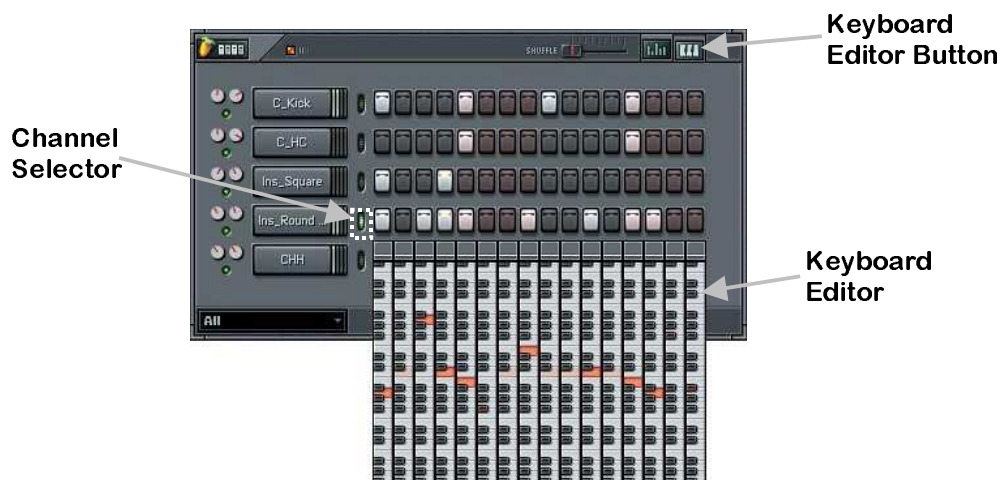 Keyboard
Editor Button
SHUFFLE
C_Kick
C_HC
Channel
Selector
Ins_Square
Ins_Round ..
CHH
Keyboard
Editor
All